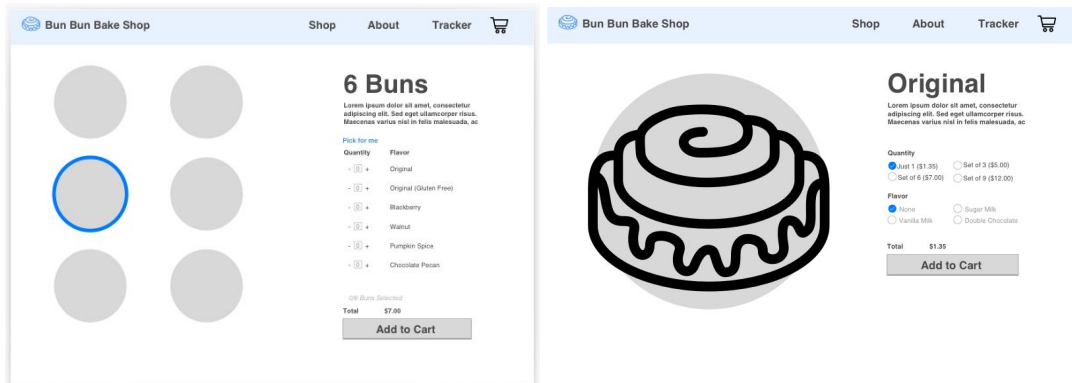 Bun Bun Bake Shop Shop About Tracker
6 Buns
Lorem ipsum dolor sit amet, consectetur
adipiscing elit. Sed eget ullamcorper risus.
Maecenas varius nisl in felis malesuada, ac
Pick for me
Quantity Flavor
- 0 + Original
- 0 + Original (Gluten Free)
- 0 + Blackberry
- 0 + Walnut
- 0 + Pumpkin Spice
- 0 + Chocolate Pecan
0/6 Buns Selected
Total $7.00
Add to Cart
Bun Bun Bake Shop Shop About Tracker
Original
Lorem ipsum dolor sit amet, consectetur
adipiscing elit. Sed eget ullamcorper risus.
Maecenas varius nisl in felis malesuada, ac
Quantity
Just 1 ($1.35) Set of 3 ($5.00)
Set of 6 ($7.00) Set of 9 ($12.00)
Flavor
None Sugar Milk
Vanilla Milk Double Chocolate
Total $1.35
Add to Cart